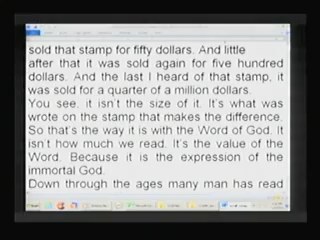 sold that stamp for fifty dollars. And little
after that it was sold again for five hundred
dollars. And the last I heard of that stamp, it
was sold for a quarter of a million dollars.
You see, it isn't the size of it. It's what was
wrote on the stamp that makes the difference.
So that's the way it is with the Word of God. It
isn't how much we read. It's the value of the
Word. Because it is the expression of the
immortal God.
Down through the ages many man has read